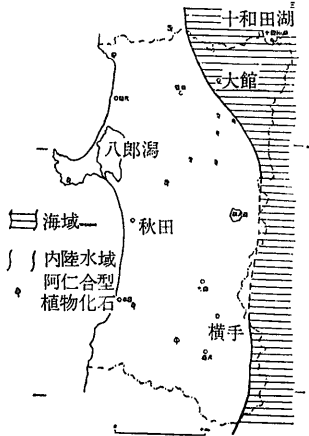 十和田湖
大館
八郎潟
海域
秋田
内陸水域
阿仁合型
植物化石
横手